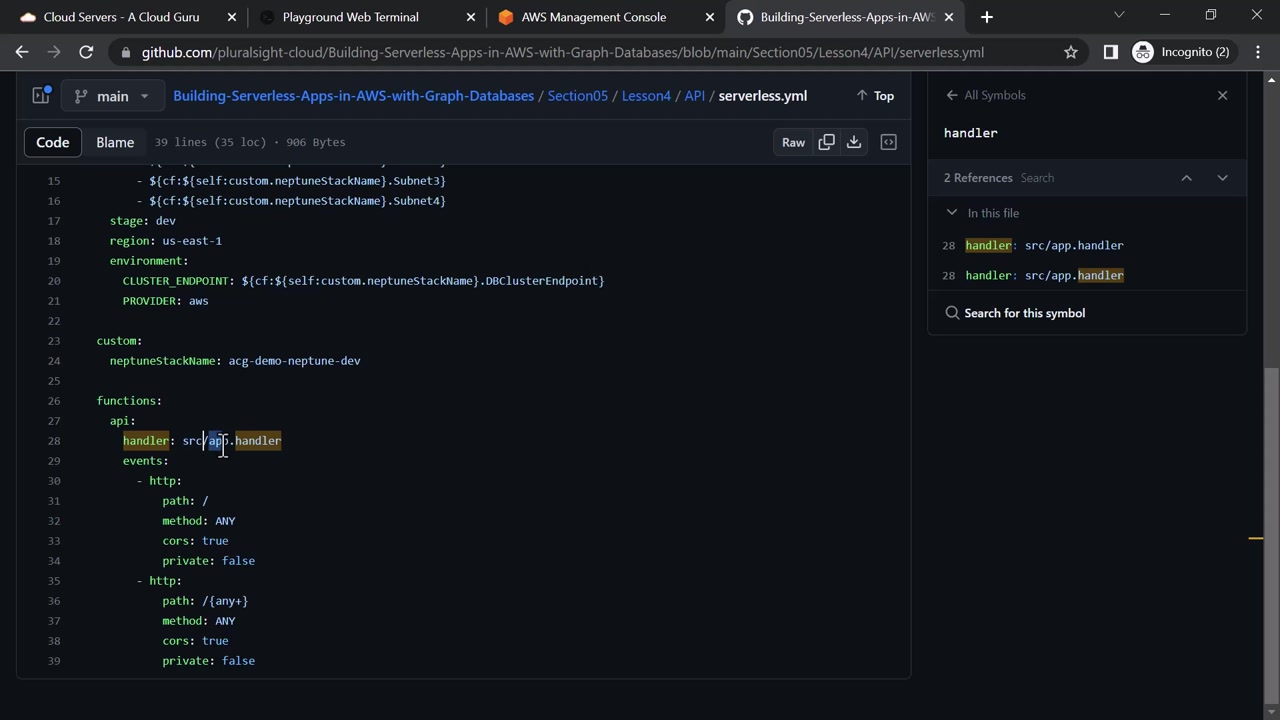 Cloud Servers - A Cloud Guru
Playground Web Terminal
AWS Management Console
Building-Serverless-Apps-in-AWS
github.com/pluralsight-cloud/Building-Serverless-Apps-in-AWS-with-Graph-Databases/blob/main/Section05/Lesson4/API/serverless.yml
Incognito (2)
main
Building-Serverless-Apps-in-AWS-with-Graph-Databases / Section05 / Lesson4 / API / serverless.yml
Top
Code Blame 39 lines (35 loc) · 906 Bytes
Raw
15 - ${cf:${self:custom.neptuneStackName}.Subnet3}
16 - ${cf:${self:custom.neptuneStackName}.Subnet4}
17 stage: dev
18 region: us-east-1
19 environment:
20 CLUSTER_ENDPOINT: ${cf:${self:custom.neptuneStackName}.DBClusterEndpoint}
21 PROVIDER: aws
22
23 custom:
24 neptuneStackName: acg-demo-neptune-dev
25
26 functions:
27 api:
28 handler: src/app.handler
29 events:
30 - http:
31 path: /
32 method: ANY
33 cors: true
34 private: false
35 - http:
36 path: /{any+}
37 method: ANY
38 cors: true
39 private: false
All Symbols
handler
2 References Search
In this file
28 handler: src/app.handler
28 handler: src/app.handler
Search for this symbol